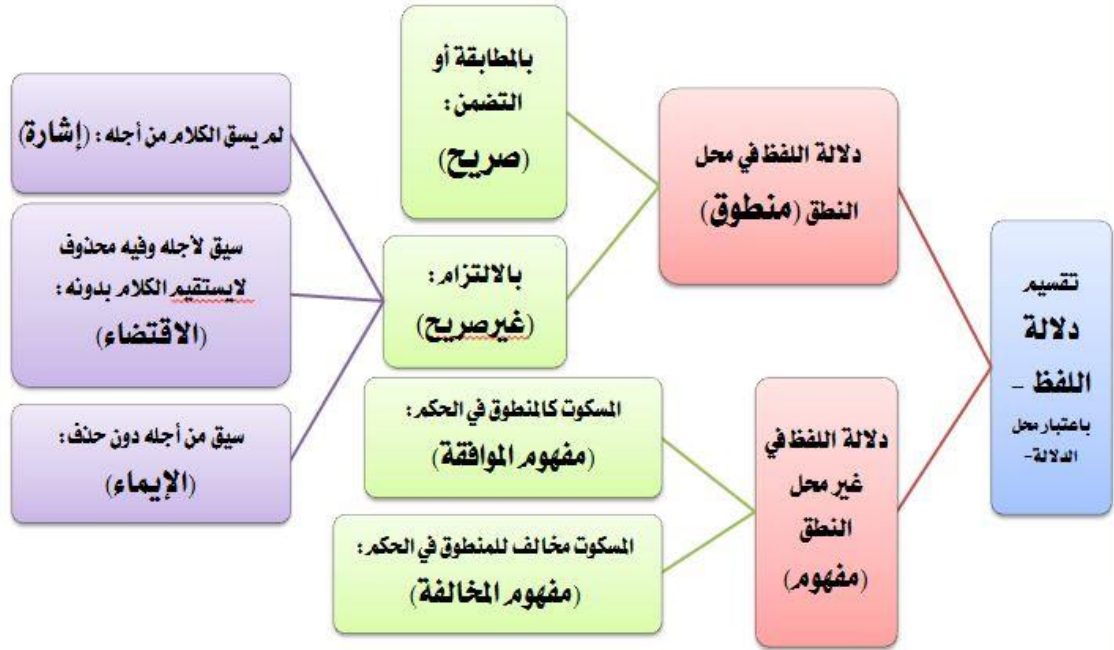 تقسيم
دلالة
اللفظ -
باعتبار محل
الدلالة-
دلالة اللفظ في محل
النطق (منطوق)
بالمطابقة أو
التضمن:
(صريح)
بالالتزام:
(غير صريح)
لم يسق الكلام من أجله: (إشارة)
سيق لأجله وفيه محذوف
لايستقيم الكلام بدونه:
(الاقتضاء)
سيق من أجله دون حذف:
(الإيماء)
دلالة اللفظ في
غير محل
النطق
(مفهوم)
المسكوت كالمنطوق في الحكم:
(مفهوم الموافقة)
المسكوت مخالف للمنطوق في الحكم:
(مفهوم المخالفة)